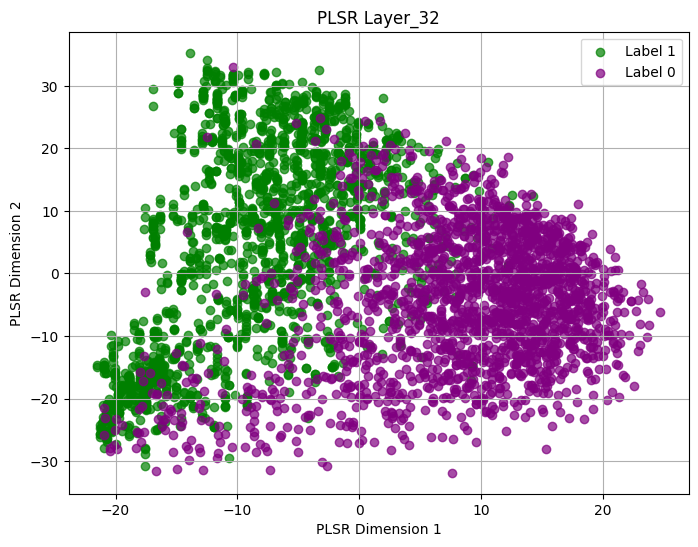 PLSR Layer_32
Label 1
Label 0
30
20
10
0
−10
−20
−30
PLSR Dimension 2
−20
−10
0
10
20
PLSR Dimension 1